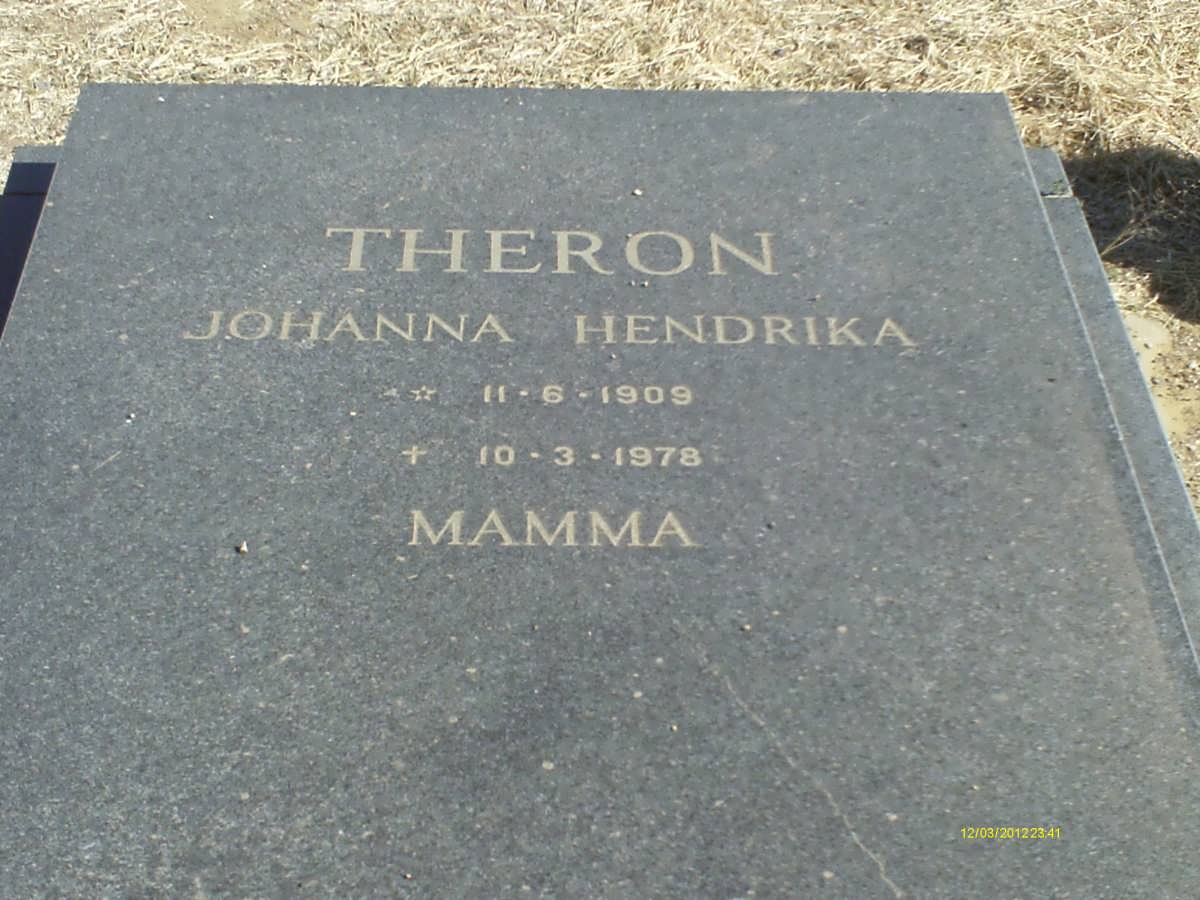 THERON
JOHANNA HENDRIKA
☆ 11·6·1909
✝ 10·3·1978
MAMMA
12/03/2012 23:41